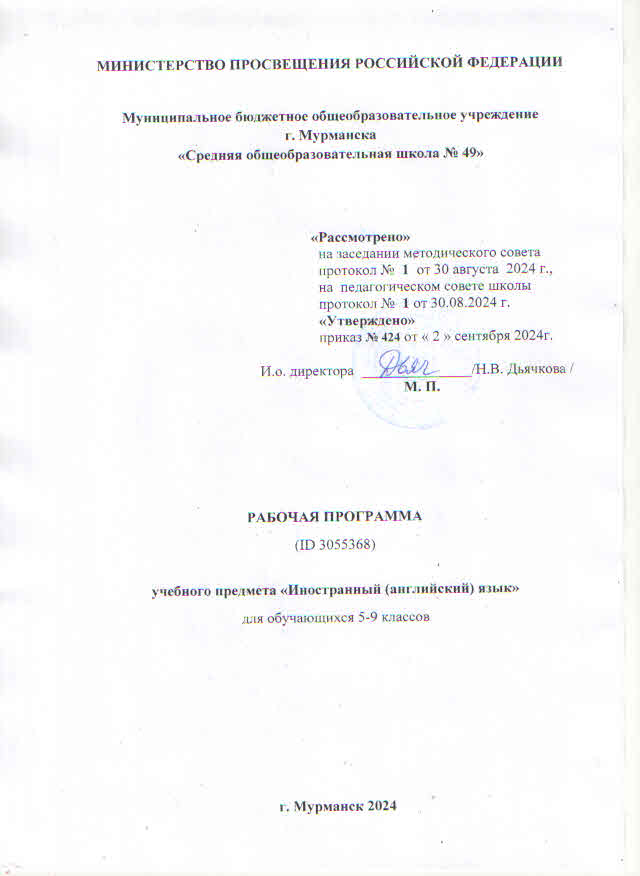 МИНИСТЕРСТВО ПРОСВЕЩЕНИЯ РОССИЙСКОЙ ФЕДЕРАЦИИ
Муниципальное бюджетное общеобразовательное учреждение
г. Мурманска
«Средняя общеобразовательная школа № 49»
«Рассмотрено»
на заседании методического совета
протокол № 1 от 30 августа 2024 г.,
на педагогическом совете школы
протокол № 1 от 30.08.2024 г.
«Утверждено»
приказ № 424 от « 2 » сентября 2024г.
И.о. директора ______________/Н.В. Дьячкова /
М. П.
РАБОЧАЯ ПРОГРАММА
(ID 3055368)
учебного предмета «Иностранный (английский) язык»
для обучающихся 5-9 классов
г. Мурманск 2024